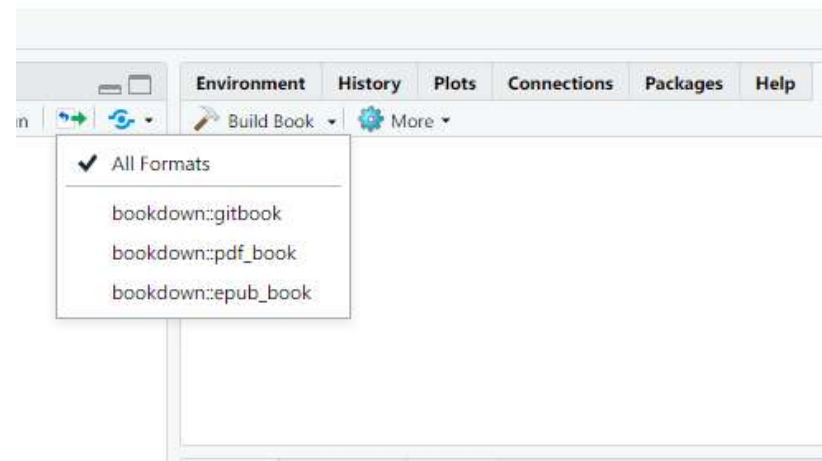 Environment History Plots Connections Packages Help
n Build Book More
All Formats
bookdown::gitbook
bookdown::pdf_book
bookdown::epub_book